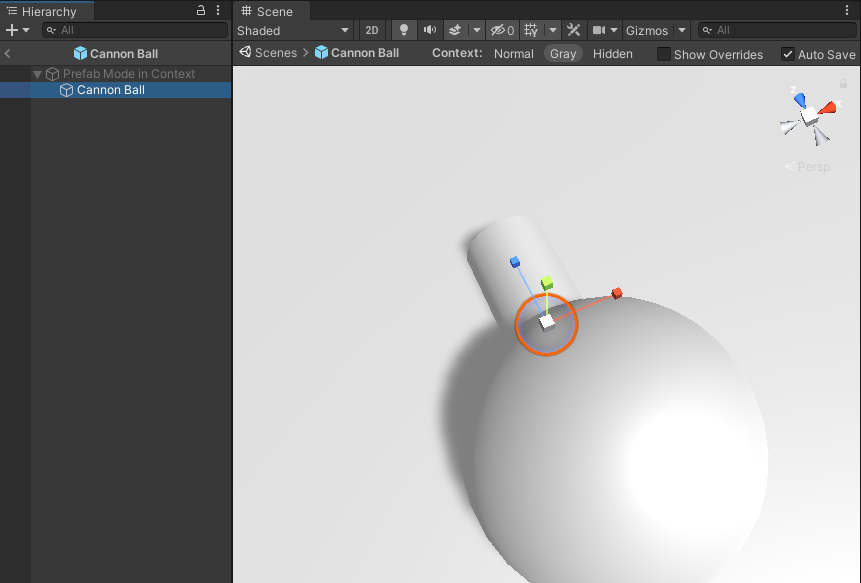 Hierarchy
All
Cannon Ball
Prefab Mode in Context
Cannon Ball
Scene
Shaded 2D 0 Gizmos All
Scenes Cannon Ball Context: Normal Gray Hidden Show Overrides Auto Save
z
x
Persp